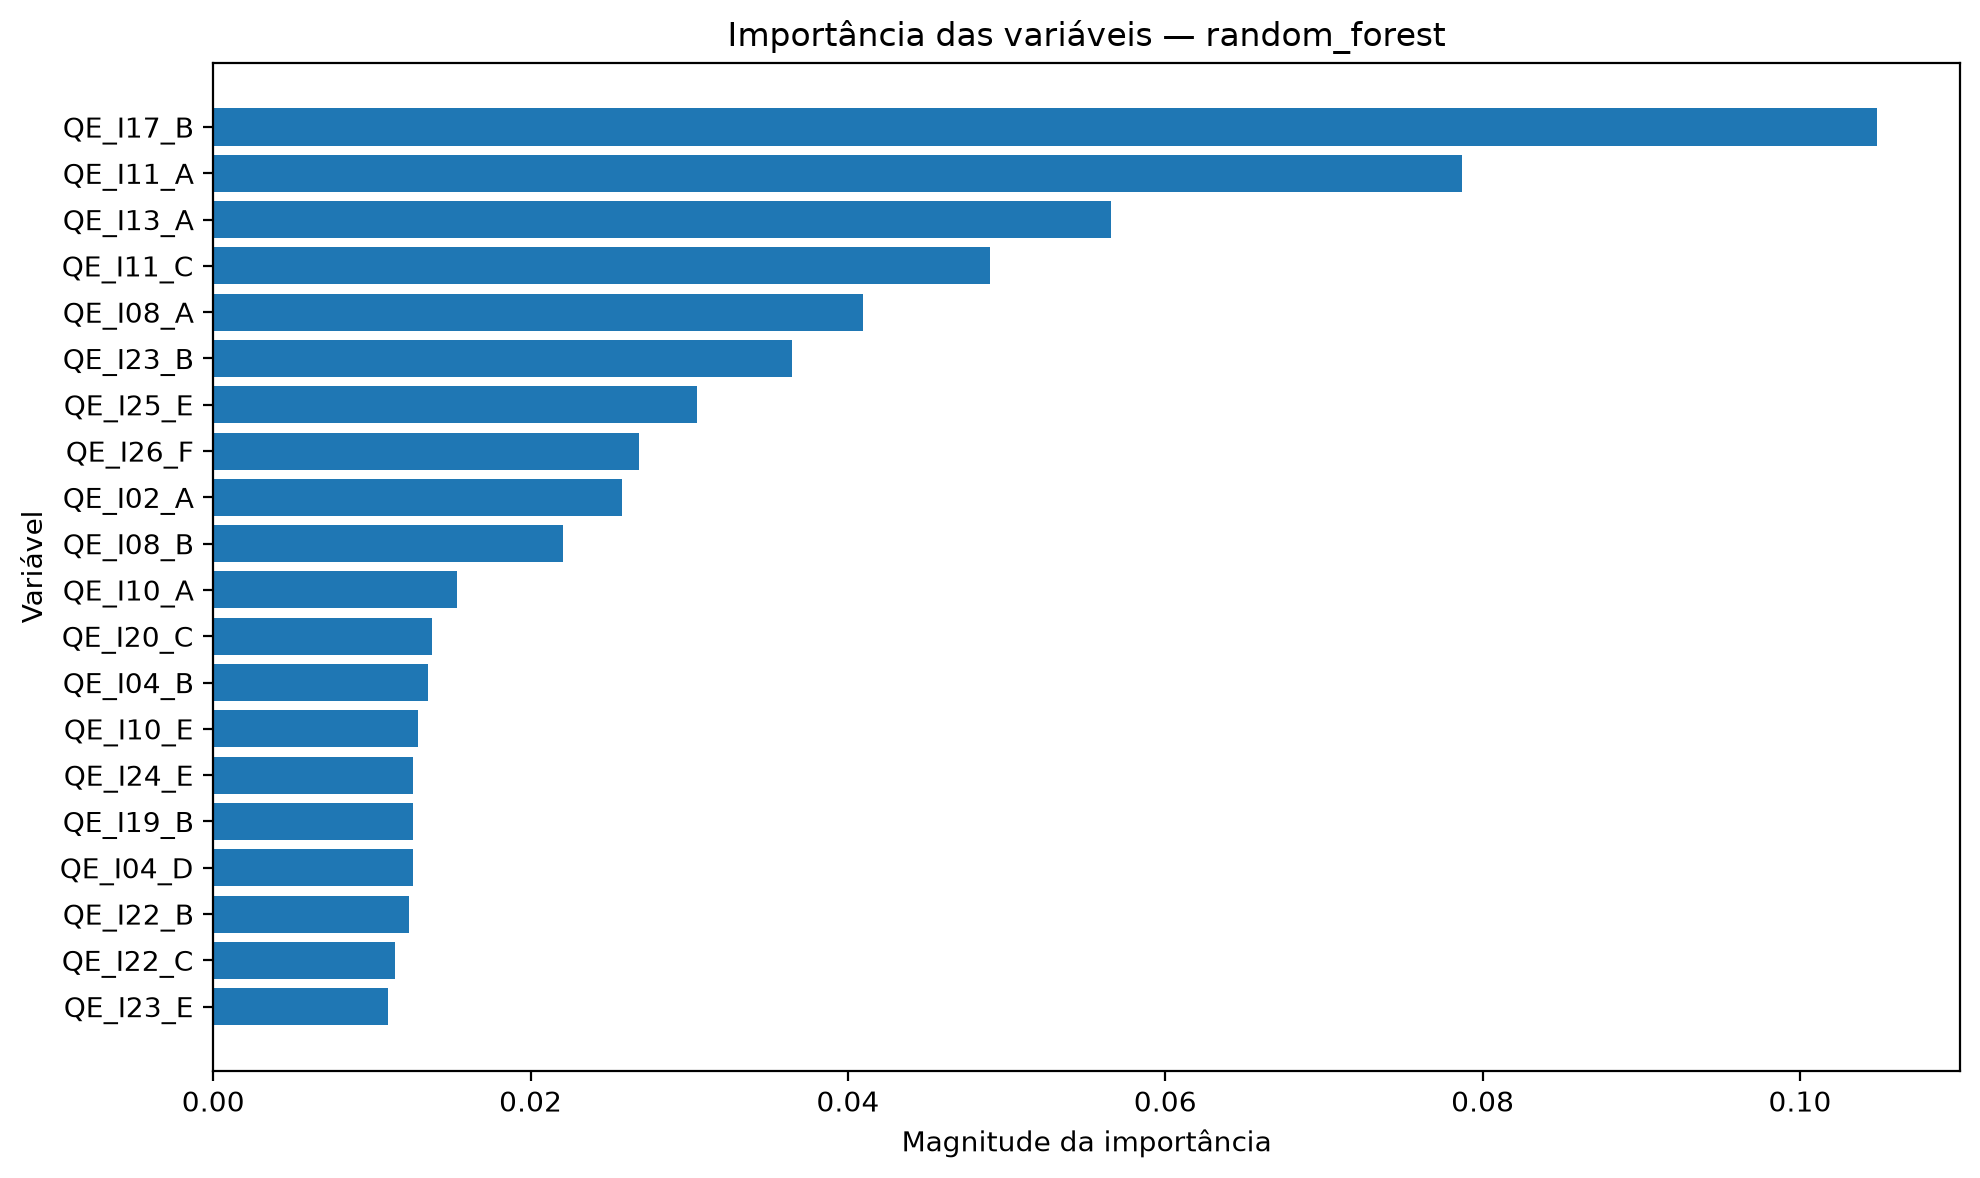 Importância das variáveis — random_forest
Variável
QE_I17_B
QE_I11_A
QE_I13_A
QE_I11_C
QE_I08_A
QE_I23_B
QE_I25_E
QE_I26_F
QE_I02_A
QE_I08_B
QE_I10_A
QE_I20_C
QE_I04_B
QE_I10_E
QE_I24_E
QE_I19_B
QE_I04_D
QE_I22_B
QE_I22_C
QE_I23_E
0.00 0.02 0.04 0.06 0.08 0.10
Magnitude da importância